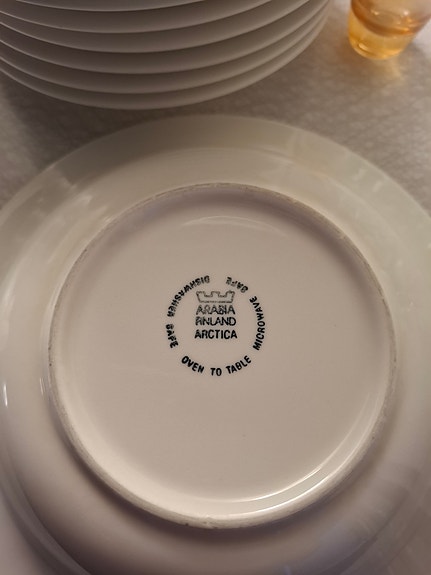 ARABIA
FINLAND
ARCTICA
DISHWASHER SAFE
OVEN TO TABLE
MICROWAVE SAFE